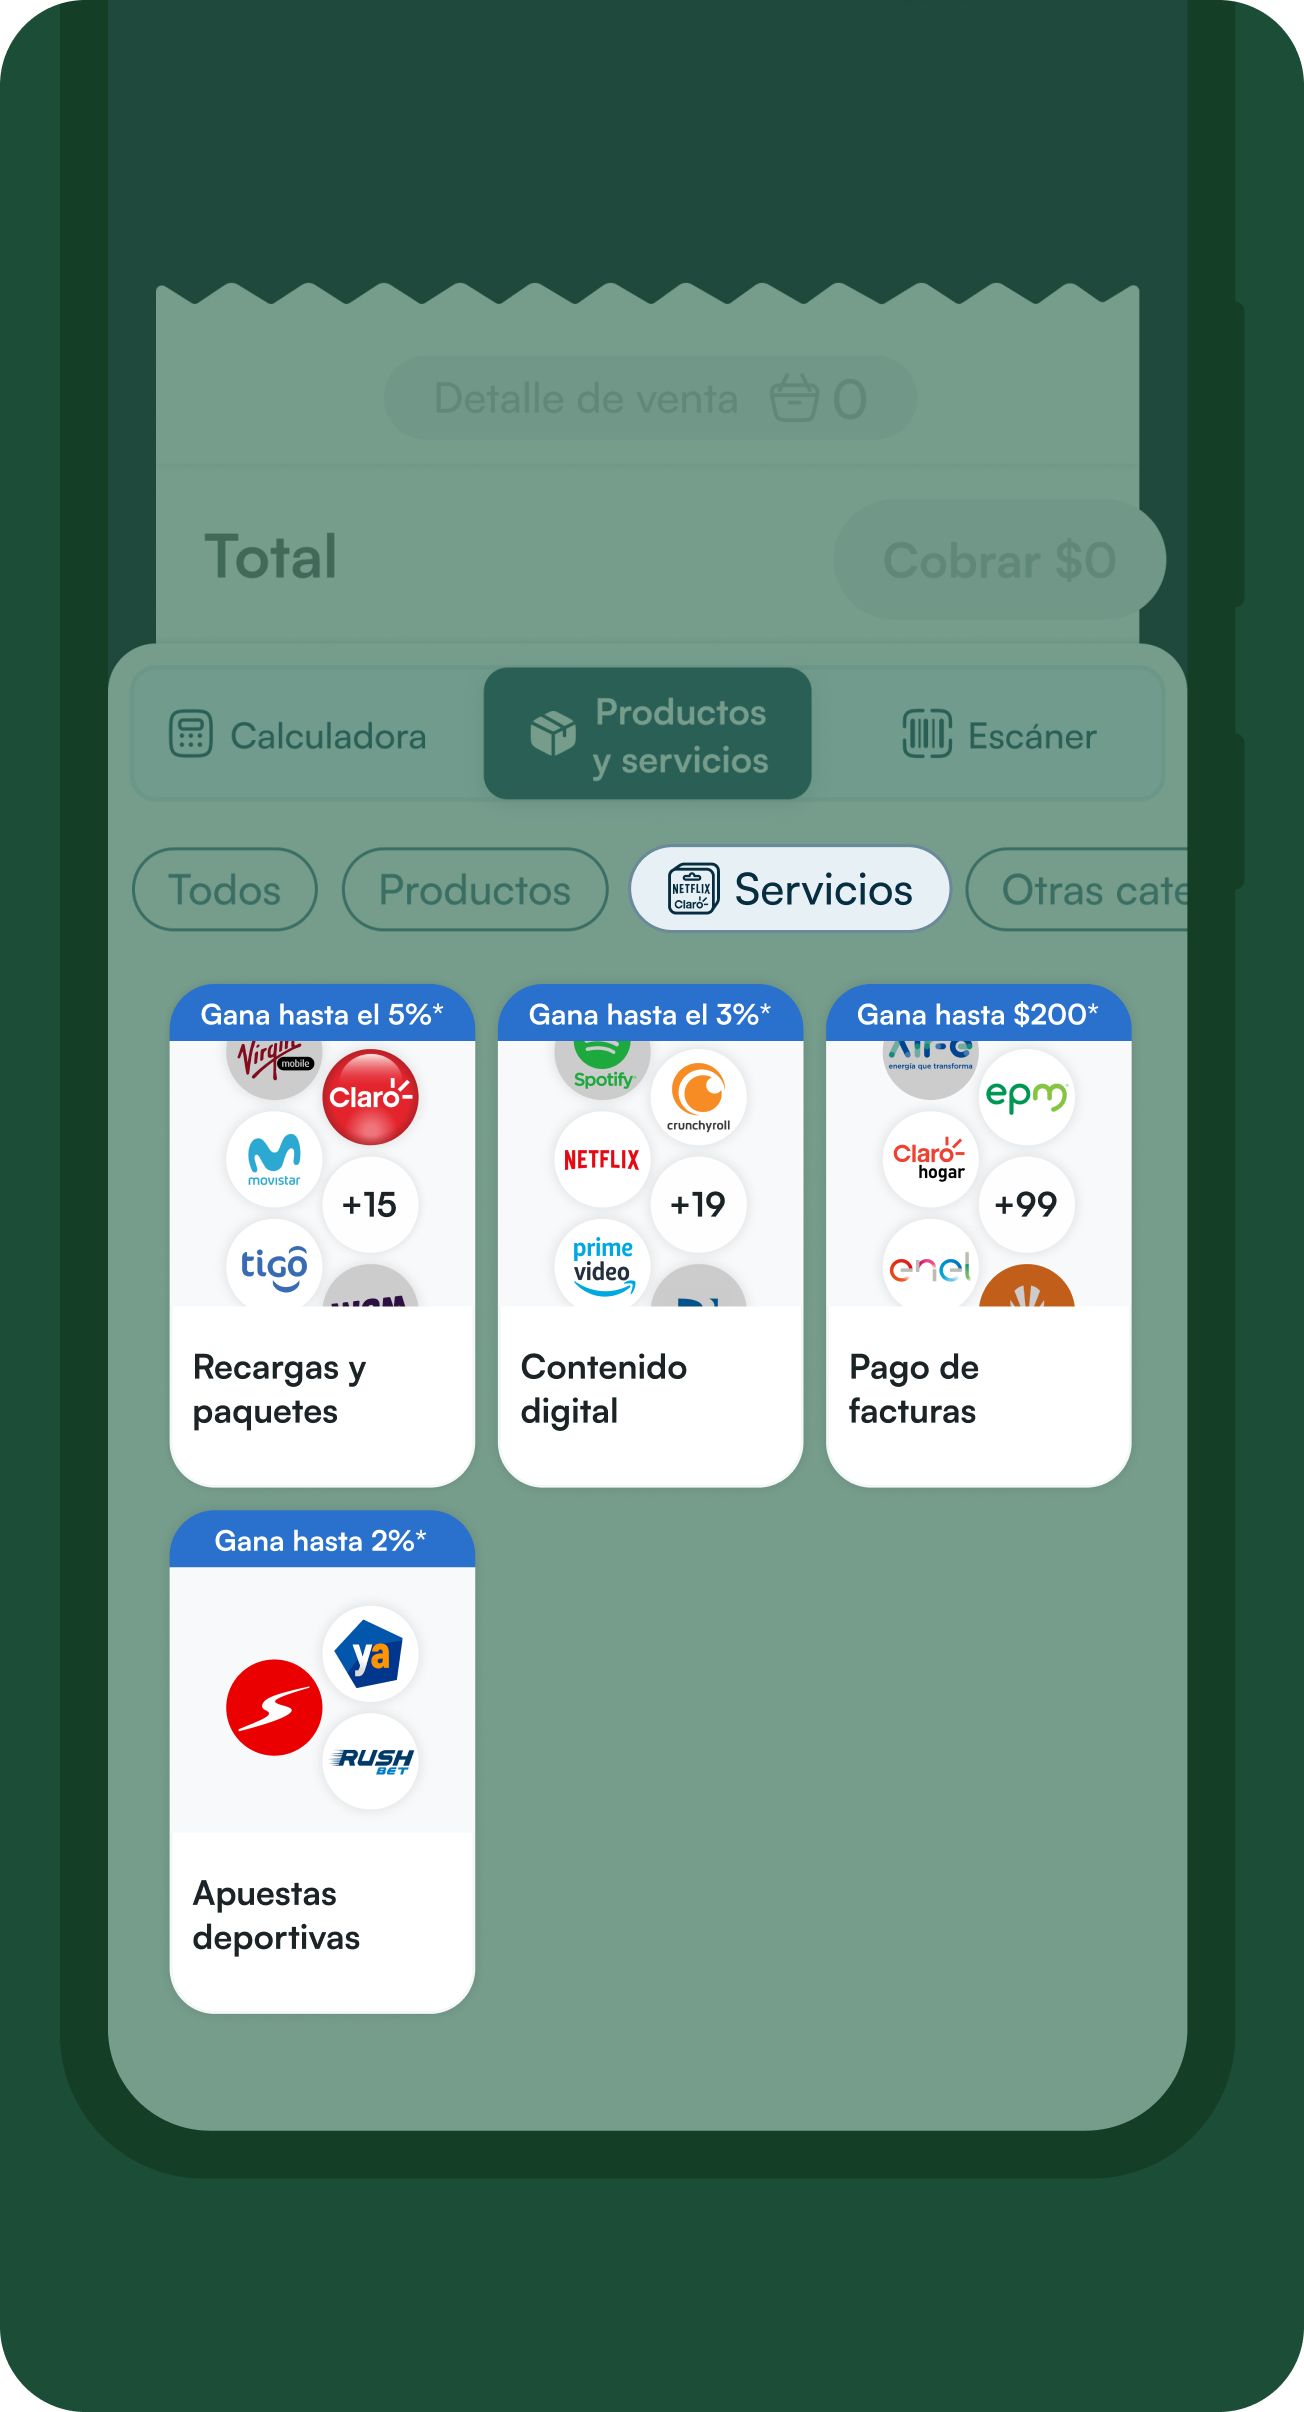 Detalle de venta 0
Total
Cobrar $0
Calculadora
Productos
y servicios
Escáner
Todos
Productos
NETFLIX
Claro
Servicios
Otras cate
Gana hasta el 5%*
Virgin
mobile
Claro
movistar
+15
tigo
Recargas y
paquetes
Gana hasta el 3%*
Spotify
crunchyroll
NETFLIX
+19
prime
video
Contenido
digital
Gana hasta $200*
energía que transforma
epm
Claro
hogar
+99
enel
Pago de
facturas
Gana hasta 2%*
ya
RUSH
BET
Apuestas
deportivas